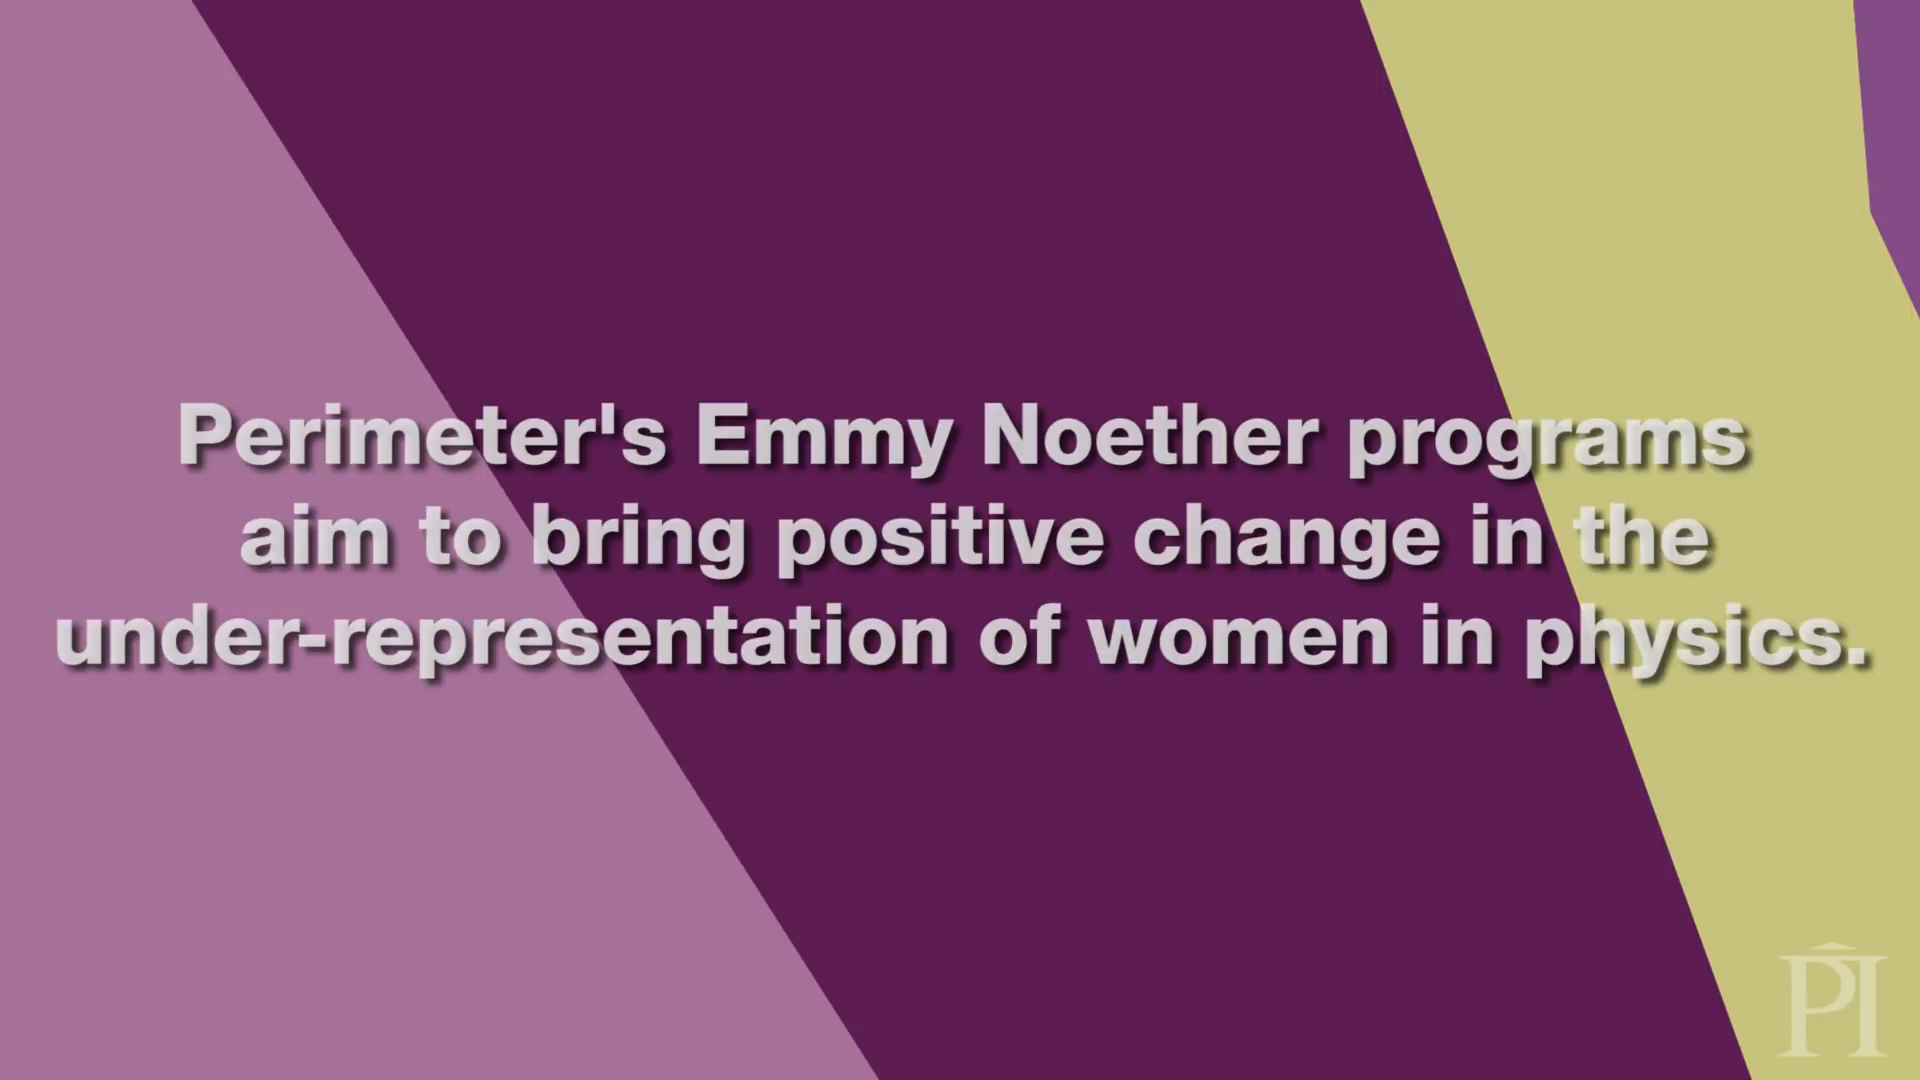 Perimeter's Emmy Noether programs
aim to bring positive change in the
under-representation of women in physics.
PI